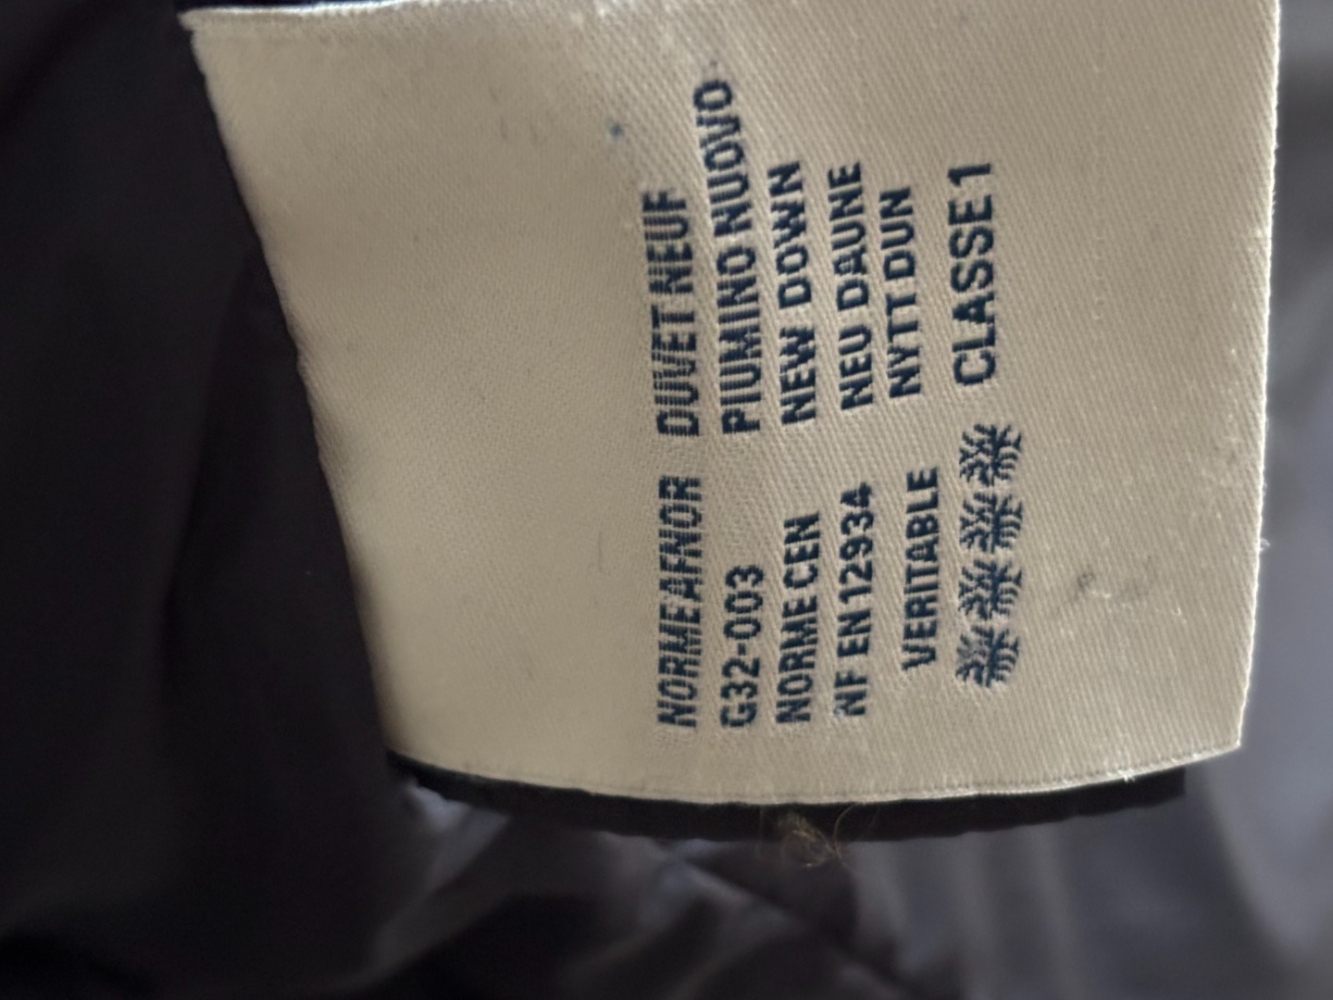 NORME AFNOR DUVET NEUF
G32-003 PIUMINO NUOVO
NORME CEN NEW DOWN
NF EN 12934 NEU DAUNE
NYTT DUN
VERITABLE
CLASSE 1